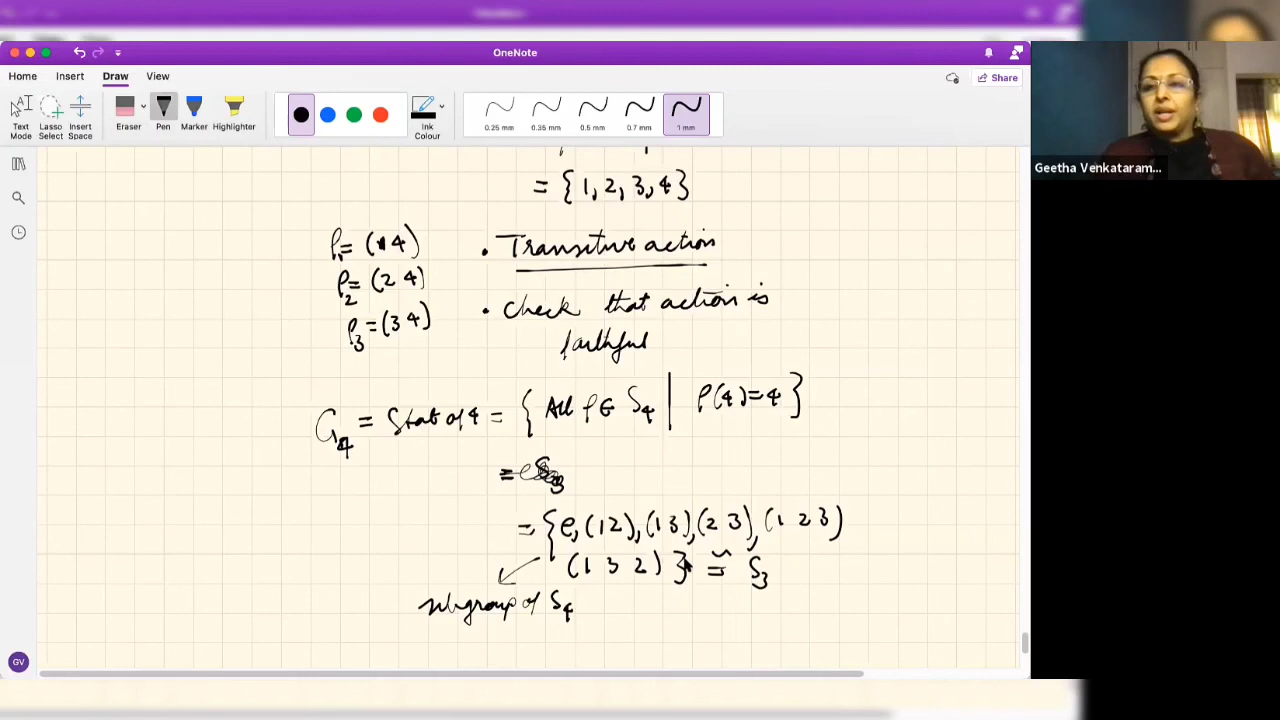 OneNote
Home Insert Draw View
Share
Eraser Pen Marker Highlighter
Text Mode Lasso Select Insert Space
0.25 mm 0.35 mm 0.5 mm 0.7 mm 1 mm
Ink Colour
Geetha Venkataram...
= {1, 2, 3, 4}
ρ₁ = (1 4)
ρ₂ = (2 4)
ρ₃ = (3 4)
• Transitive action
• Check that action is
faithful
G₄ = Stab of 4 = { All ρ ∈ S₄ | ρ(4) = 4 }
= {e, (1 2), (1 3), (2 3), (1 2 3)
(1 3 2) } ≅ S₃
subgroup of S₄
GV